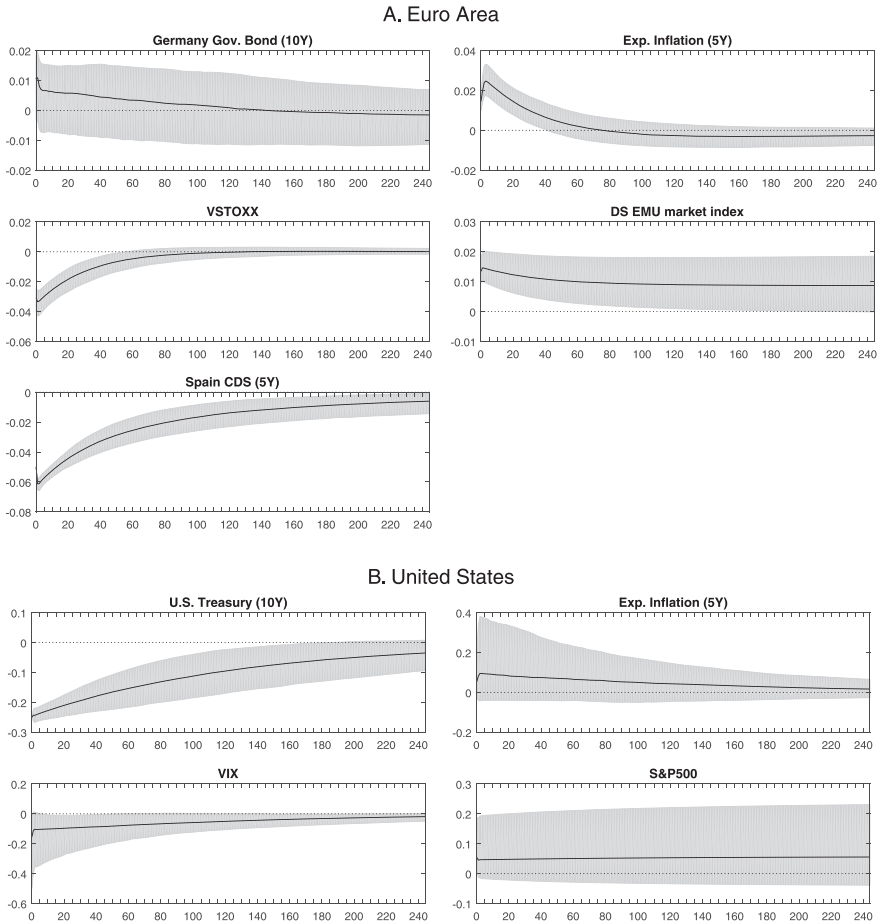 A. Euro Area
Germany Gov. Bond (10Y)
0.02
0.01
0
-0.01
-0.02
0 20 40 60 80 100 120 140 160 180 200 220 240
Exp. Inflation (5Y)
0.04
0.02
0
-0.02
0 20 40 60 80 100 120 140 160 180 200 220 240
VSTOXX
0.02
0
-0.02
-0.04
-0.06
0 20 40 60 80 100 120 140 160 180 200 220 240
DS EMU market index
0.03
0.02
0.01
0
-0.01
0 20 40 60 80 100 120 140 160 180 200 220 240
Spain CDS (5Y)
0
-0.02
-0.04
-0.06
-0.08
0 20 40 60 80 100 120 140 160 180 200 220 240
B. United States
U.S. Treasury (10Y)
0.1
0
-0.1
-0.2
-0.3
0 20 40 60 80 100 120 140 160 180 200 220 240
Exp. Inflation (5Y)
0.4
0.2
0
-0.2
0 20 40 60 80 100 120 140 160 180 200 220 240
VIX
0.2
0
-0.2
-0.4
-0.6
0 20 40 60 80 100 120 140 160 180 200 220 240
S&P500
0.3
0.2
0.1
0
-0.1
0 20 40 60 80 100 120 140 160 180 200 220 240